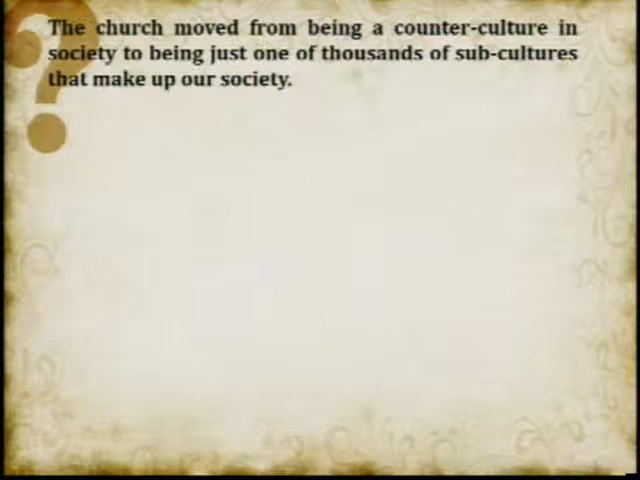 The church moved from being a counter-culture in
society to being just one of thousands of sub-cultures
that make up our society.